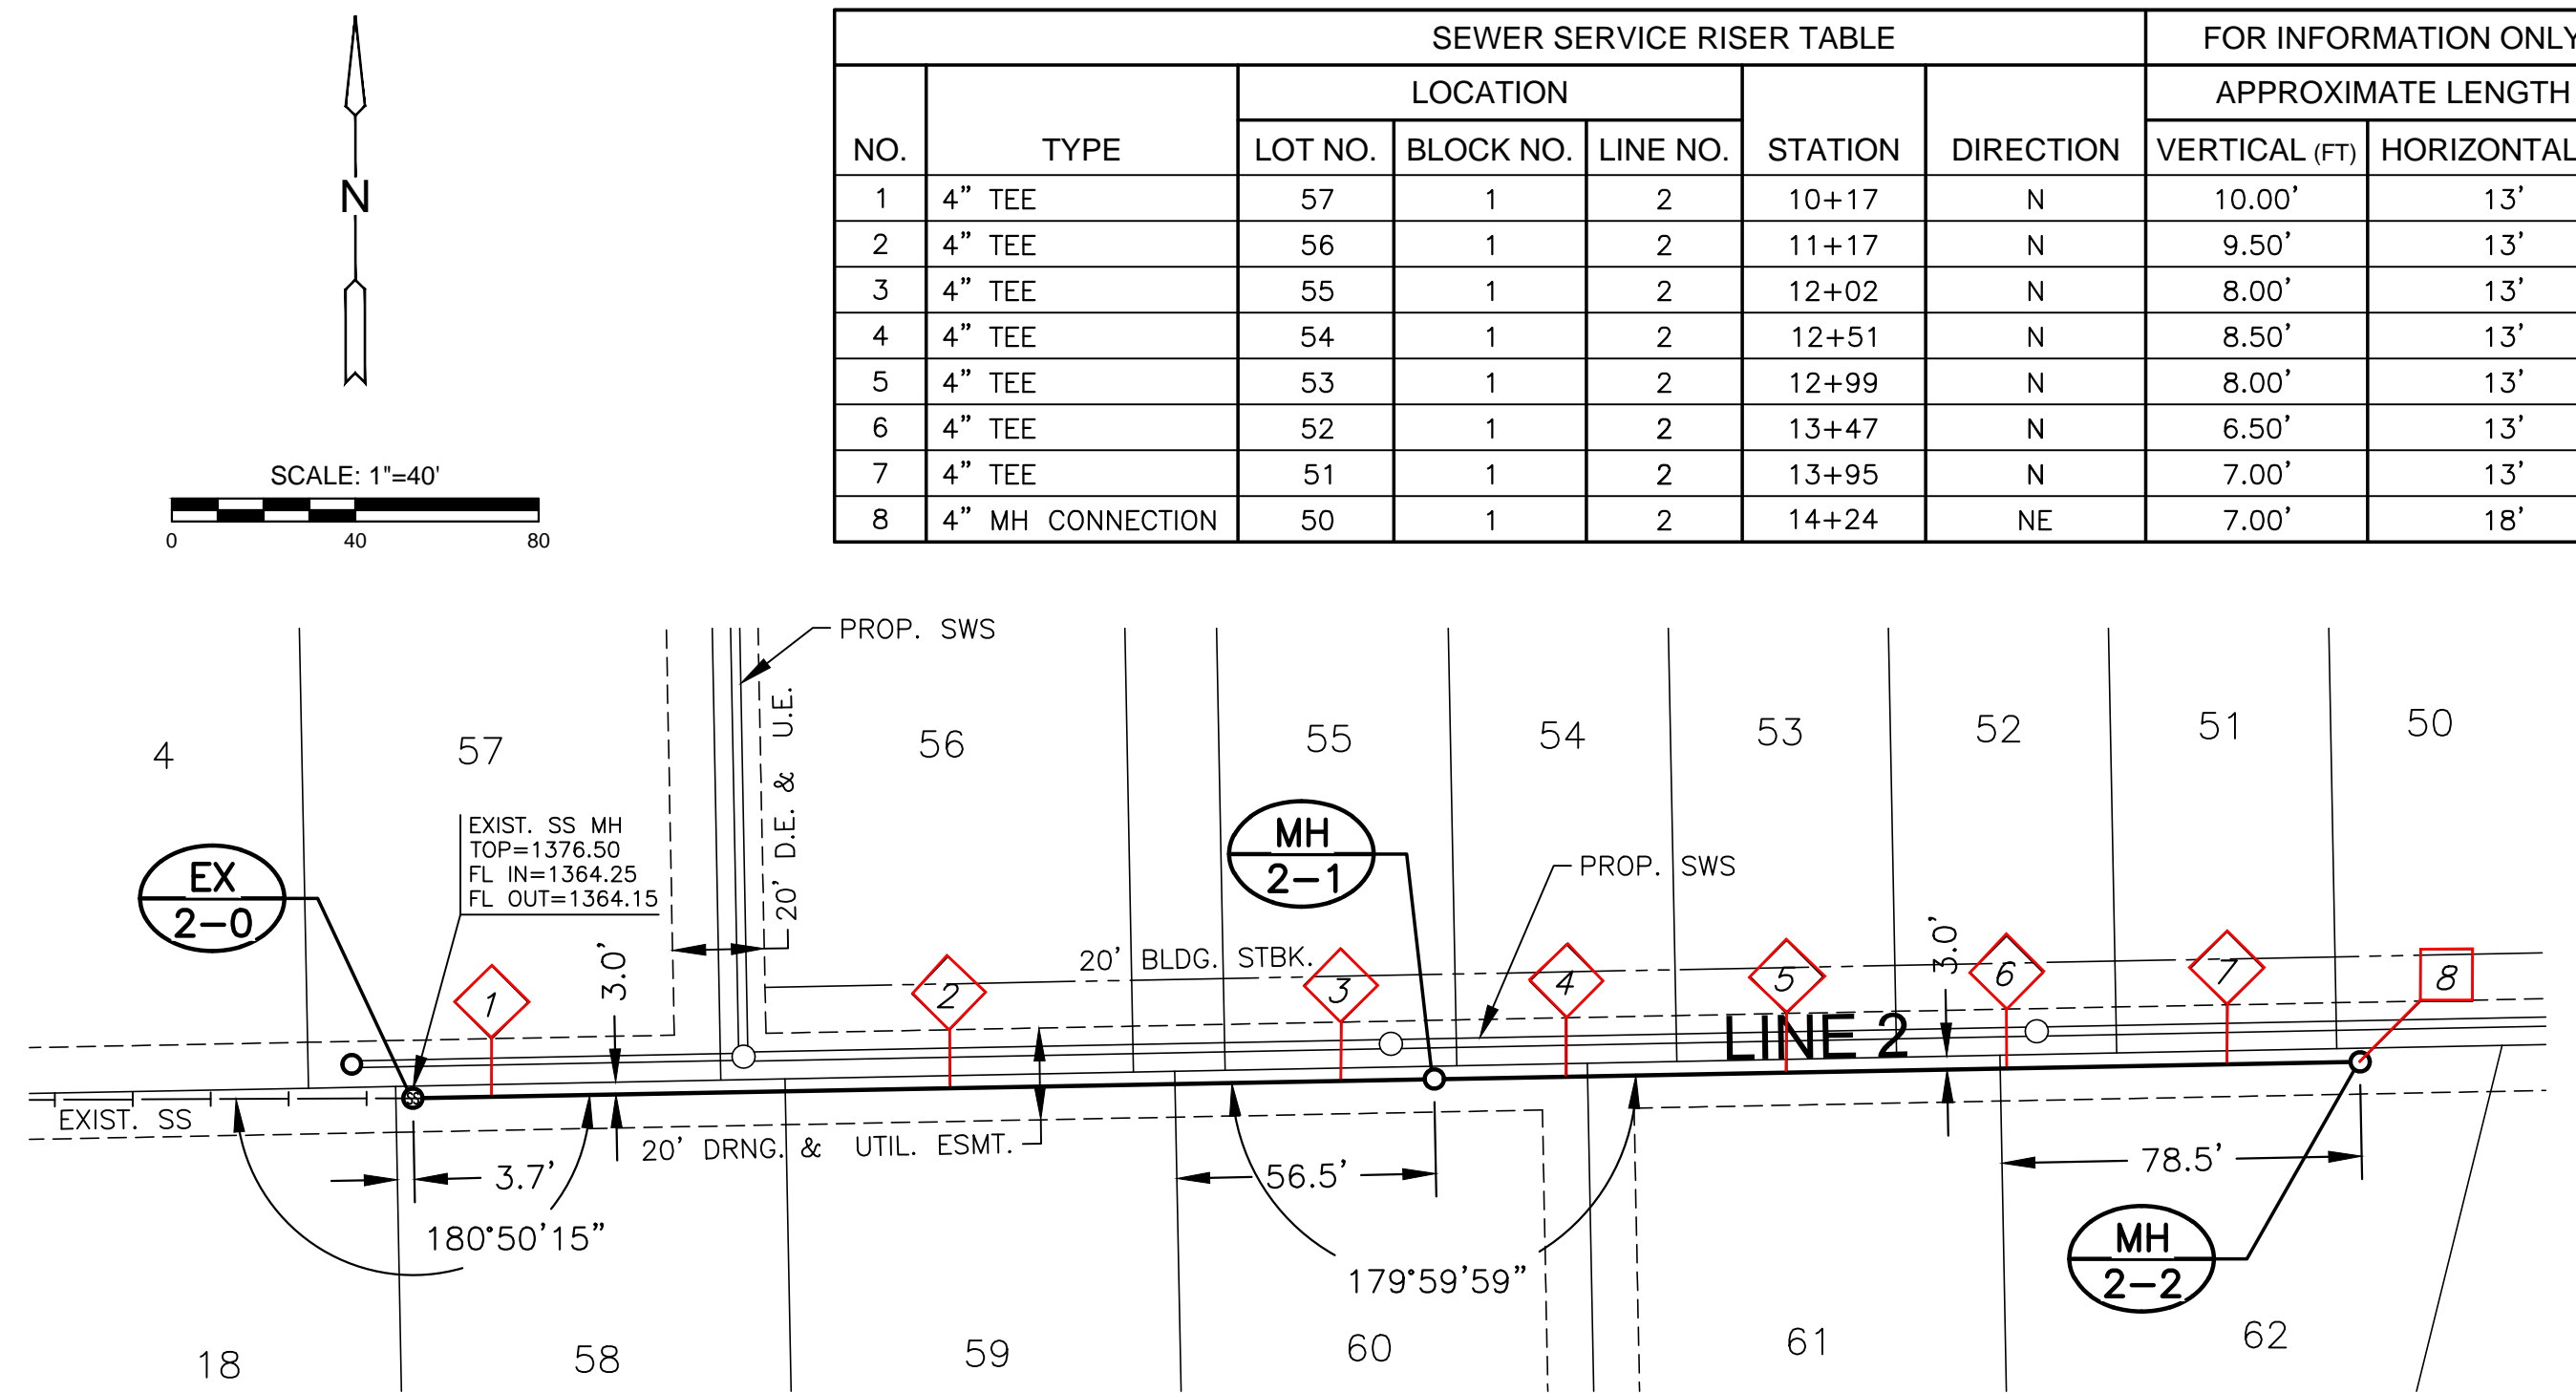 N
SCALE: 1"=40'
0 40 80
SEWER SERVICE RISER TABLE FOR INFORMATION ONLY
LOCATION APPROXIMATE LENGTH
NO. TYPE LOT NO. BLOCK NO. LINE NO. STATION DIRECTION VERTICAL (FT) HORIZONTAL
1 4” TEE 57 1 2 10+17 N 10.00’ 13’
2 4” TEE 56 1 2 11+17 N 9.50’ 13’
3 4” TEE 55 1 2 12+02 N 8.00’ 13’
4 4” TEE 54 1 2 12+51 N 8.50’ 13’
5 4” TEE 53 1 2 12+99 N 8.00’ 13’
6 4” TEE 52 1 2 13+47 N 6.50’ 13’
7 4” TEE 51 1 2 13+95 N 7.00’ 13’
8 4” MH CONNECTION 50 1 2 14+24 NE 7.00’ 18’
PROP. SWS
4 57 56 55 54 53 52 51 50
20’ D.E. & U.E.
EXIST. SS MH
TOP=1376.50
FL IN=1364.25
FL OUT=1364.15
EX
2-0
MH
2-1
PROP. SWS
3.0’
20’ BLDG. STBK.
3.0’
1 2 3 4 5 6 7 8
LINE 2
EXIST. SS
20’ DRNG. & UTIL. ESMT.
3.7’
56.5’
78.5’
180°50’15”
179°59’59”
MH
2-2
18 58 59 60 61 62